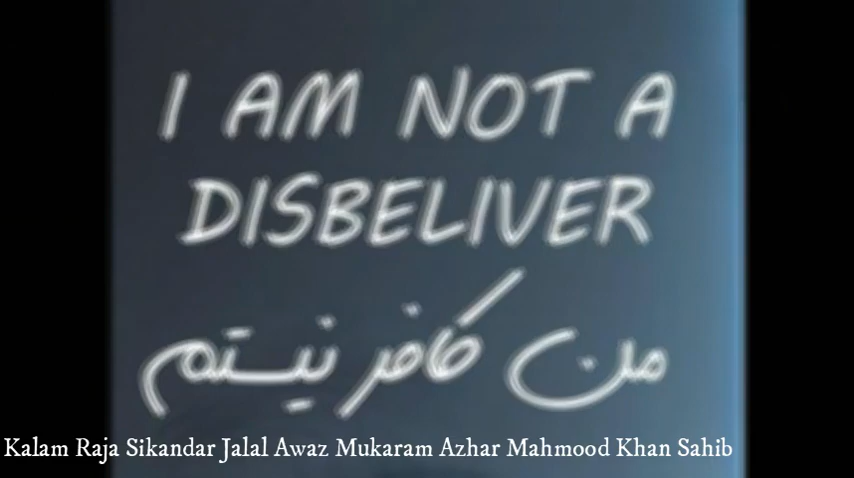 I AM NOT A
DISBELIVER
من کافر نیستم
Kalam Raja Sikandar Jalal Awaz Mukaram Azhar Mahmood Khan Sahib